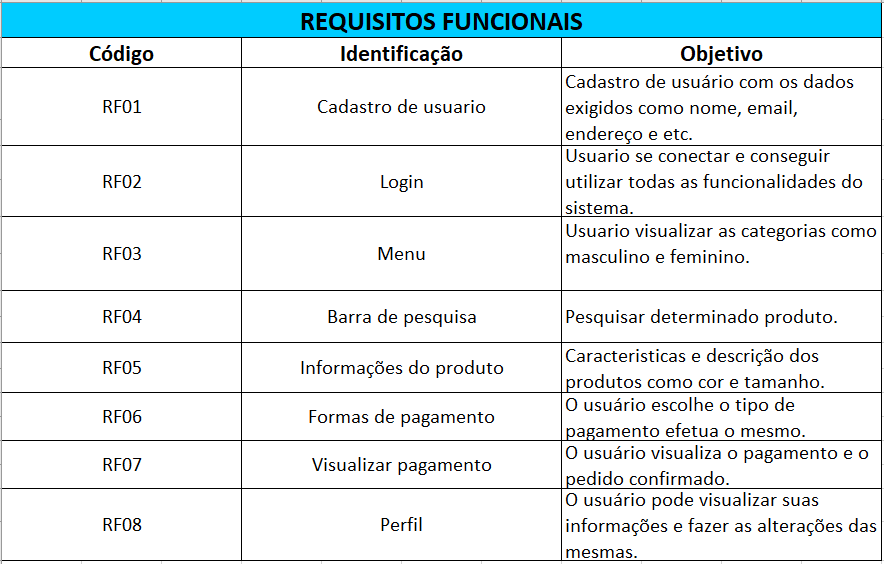 REQUISITOS FUNCIONAIS
Código Identificação Objetivo
RF01 Cadastro de usuario Cadastro de usuário com os dados
exigidos como nome, email,
endereço e etc.
RF02 Login Usuario se conectar e conseguir
utilizar todas as funcionalidades do
sistema.
RF03 Menu Usuario visualizar as categorias como
masculino e feminino.
RF04 Barra de pesquisa Pesquisar determinado produto.
RF05 Informações do produto Caracteristicas e descrição dos
produtos como cor e tamanho.
RF06 Formas de pagamento O usuário escolhe o tipo de
pagamento efetua o mesmo.
RF07 Visualizar pagamento O usuário visualiza o pagamento e o
pedido confirmado.
RF08 Perfil O usuário pode visualizar suas
informações e fazer as alterações das
mesmas.